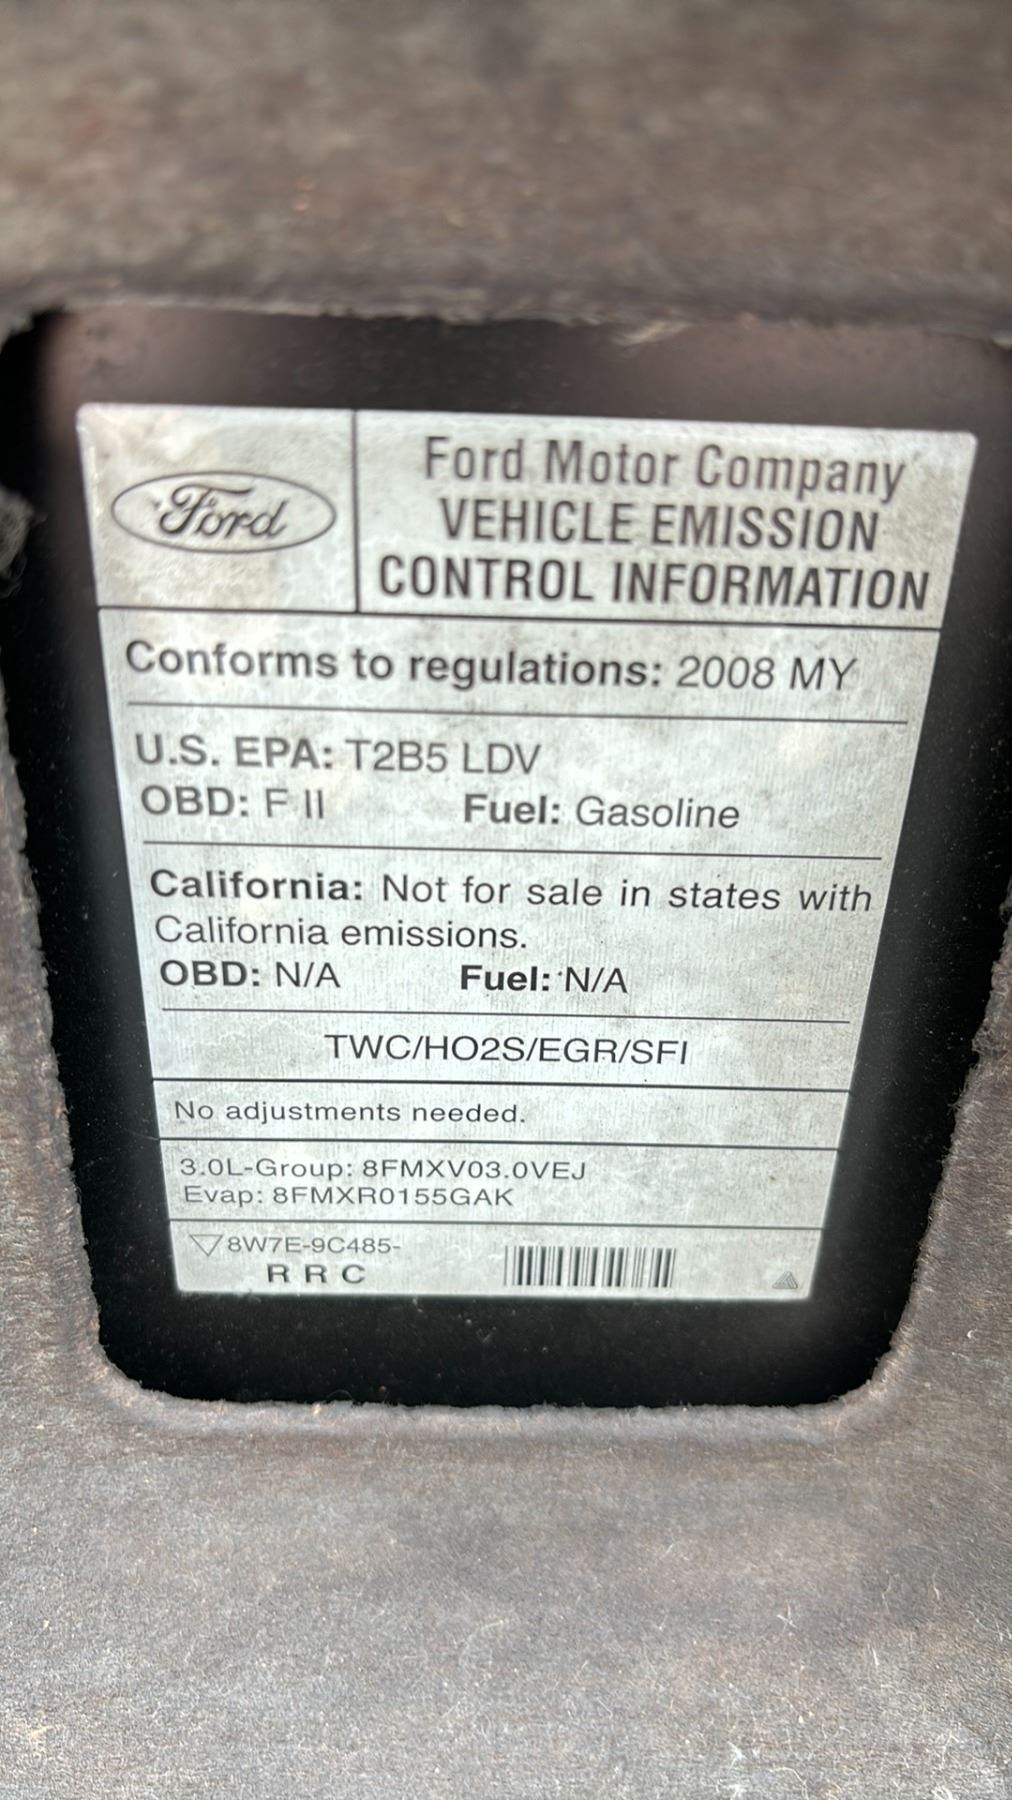 Ford
Ford Motor Company
VEHICLE EMISSION
CONTROL INFORMATION
Conforms to regulations: 2008 MY
U.S. EPA: T2B5 LDV
OBD: F II Fuel: Gasoline
California: Not for sale in states with
California emissions.
OBD: N/A Fuel: N/A
TWC/HO2S/EGR/SFI
No adjustments needed.
3.0L-Group: 8FMXV03.0VEJ
Evap: 8FMXR0155GAK
8W7E-9C485-
R R C